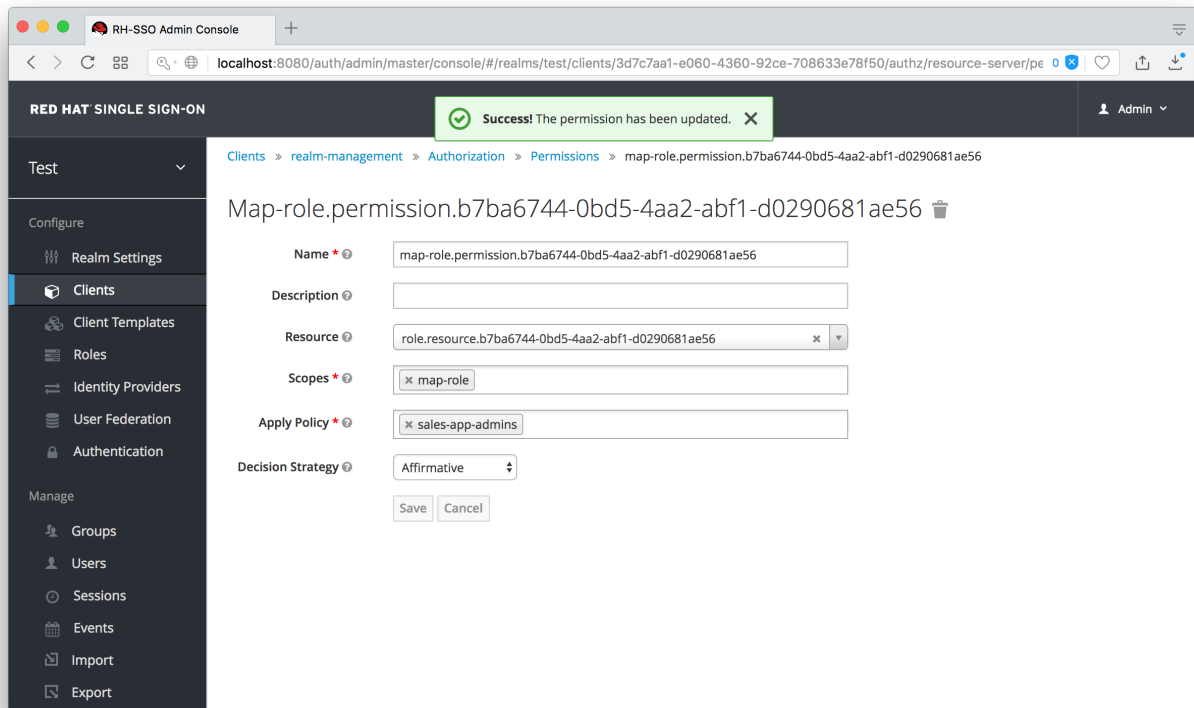 RH-SSO Admin Console
localhost:8080/auth/admin/master/console/#/realms/test/clients/3d7c7aa1-e060-4360-92ce-708633e78f50/authz/resource-server/pe 0
RED HAT SINGLE SIGN-ON
Success! The permission has been updated.
Admin
Test
Configure
Realm Settings
Clients
Client Templates
Roles
Identity Providers
User Federation
Authentication
Manage
Groups
Users
Sessions
Events
Import
Export
Clients » realm-management » Authorization » Permissions » map-role.permission.b7ba6744-0bd5-4aa2-abf1-d0290681ae56
Map-role.permission.b7ba6744-0bd5-4aa2-abf1-d0290681ae56
Name * map-role.permission.b7ba6744-0bd5-4aa2-abf1-d0290681ae56
Description
Resource role.resource.b7ba6744-0bd5-4aa2-abf1-d0290681ae56
Scopes * map-role
Apply Policy * sales-app-admins
Decision Strategy Affirmative
Save Cancel